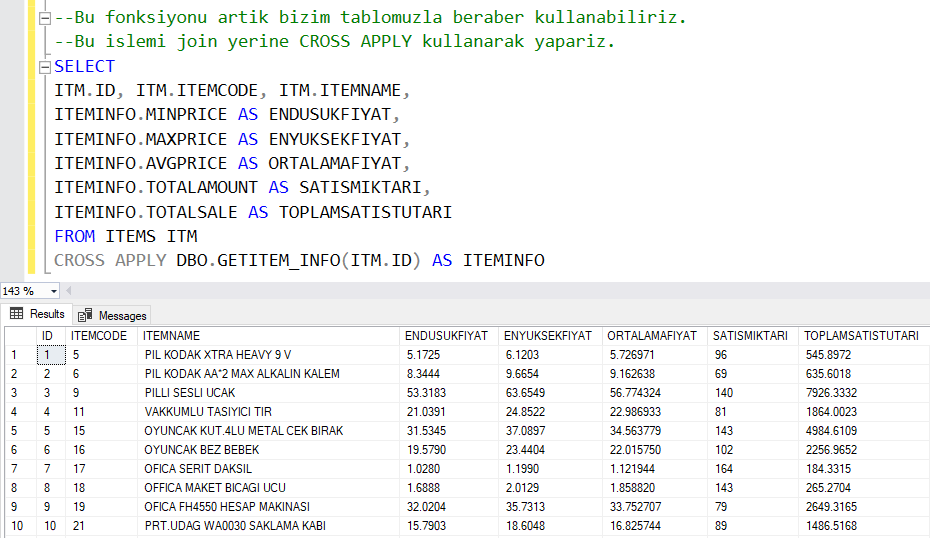 --Bu fonksiyonu artik bizim tablomuzla beraber kullanabiliriz.
--Bu islemi join yerine CROSS APPLY kullanarak yapariz.
SELECT
ITM.ID, ITM.ITEMCODE, ITM.ITEMNAME,
ITEMINFO.MINPRICE AS ENDUSUKFIYAT,
ITEMINFO.MAXPRICE AS ENYUKSEKFIYAT,
ITEMINFO.AVGPRICE AS ORTALAMAFIYAT,
ITEMINFO.TOTALAMOUNT AS SATISMIKTARI,
ITEMINFO.TOTALSALE AS TOPLAMSATISTUTARI
FROM ITEMS ITM
CROSS APPLY DBO.GETITEM_INFO(ITM.ID) AS ITEMINFO
143 %
Results Messages
ID ITEMCODE ITEMNAME ENDUSUKFIYAT ENYUKSEKFIYAT ORTALAMAFIYAT SATISMIKTARI TOPLAMSATISTUTARI
1 1 5 PIL KODAK XTRA HEAVY 9 V 5.1725 6.1203 5.726971 96 545.8972
2 2 6 PIL KODAK AA*2 MAX ALKALIN KALEM 8.3444 9.6654 9.162638 69 635.6018
3 3 9 PILLI SESLI UCAK 53.3183 63.6549 56.774324 140 7926.3332
4 4 11 VAKKUMLU TASIYICI TIR 21.0391 24.8522 22.986933 81 1864.0023
5 5 15 OYUNCAK KUT.4LU METAL CEK BIRAK 31.5345 37.0897 34.563779 143 4984.6109
6 6 16 OYUNCAK BEZ BEBEK 19.5790 23.4404 22.015750 102 2256.9652
7 7 17 OFICA SERIT DAKSIL 1.0280 1.1990 1.121944 164 184.3315
8 8 18 OFFICA MAKET BICAGI UCU 1.6888 2.0129 1.858820 143 265.2704
9 9 19 OFICA FH4550 HESAP MAKINASI 32.0204 35.7313 33.752707 79 2649.3165
10 10 21 PRT.UDAG WA0030 SAKLAMA KABI 15.7903 18.6048 16.825744 89 1486.5168